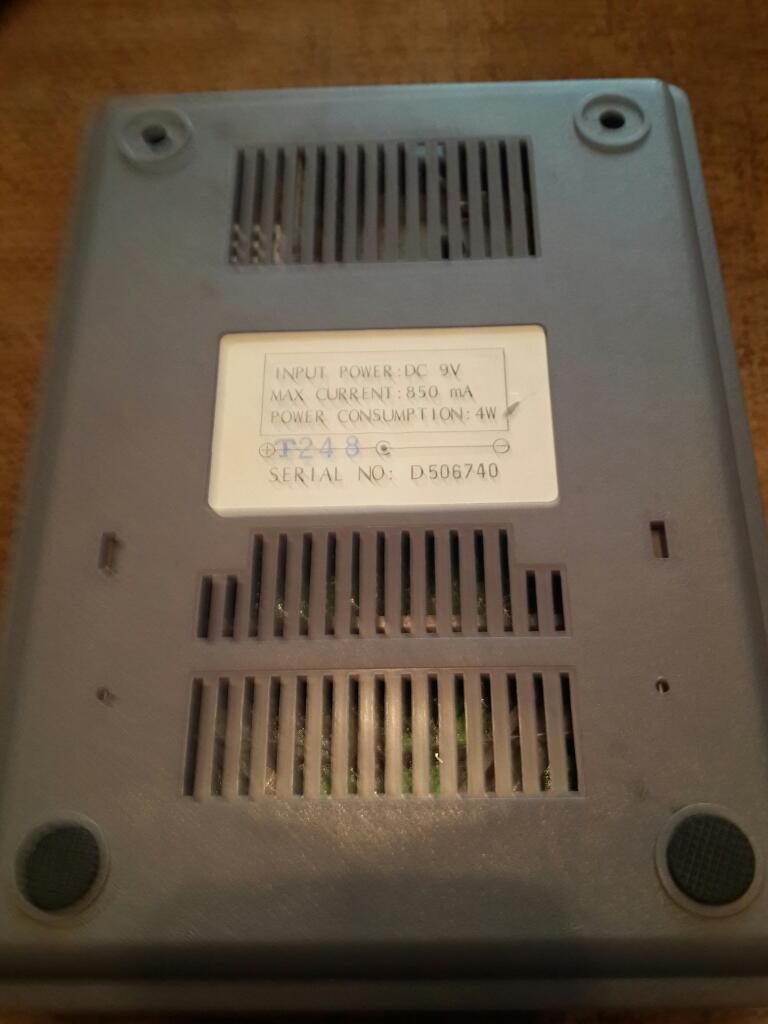 INPUT POWER:DC 9V
MAX CURRENT:850 mA
POWER CONSUMPTION:4W
T248
SERIAL NO: D506740